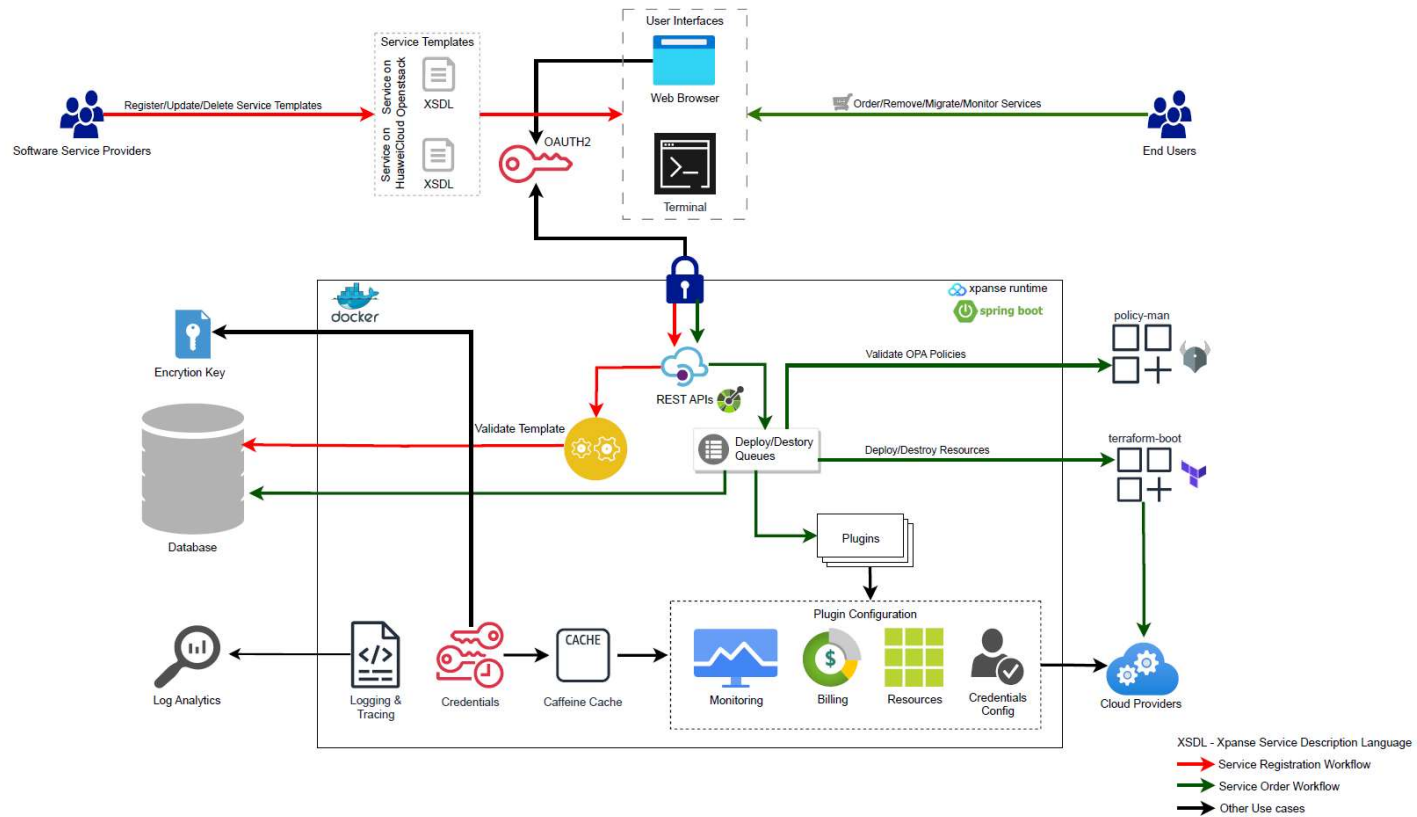 User Interfaces
Service Templates
Service on
Openstsack
XSDL
Service on
HuaweiCloud
XSDL
Web Browser
Terminal
Register/Update/Delete Service Templates
Software Service Providers
OAUTH2
Order/Remove/Migrate/Monitor Services
End Users
docker
xpanse runtime
spring boot
Encrytion Key
REST APIs
Validate OPA Policies
policy-man
Validate Template
Deploy/Destory
Queues
Deploy/Destroy Resources
terraform-boot
Database
Plugins
Plugin Configuration
Log Analytics
Logging &
Tracing
Credentials
CACHE
Caffeine Cache
Monitoring
$
Billing
Resources
Credentials
Config
Cloud Providers
XSDL - Xpanse Service Description Language
Service Registration Workflow
Service Order Workflow
Other Use cases